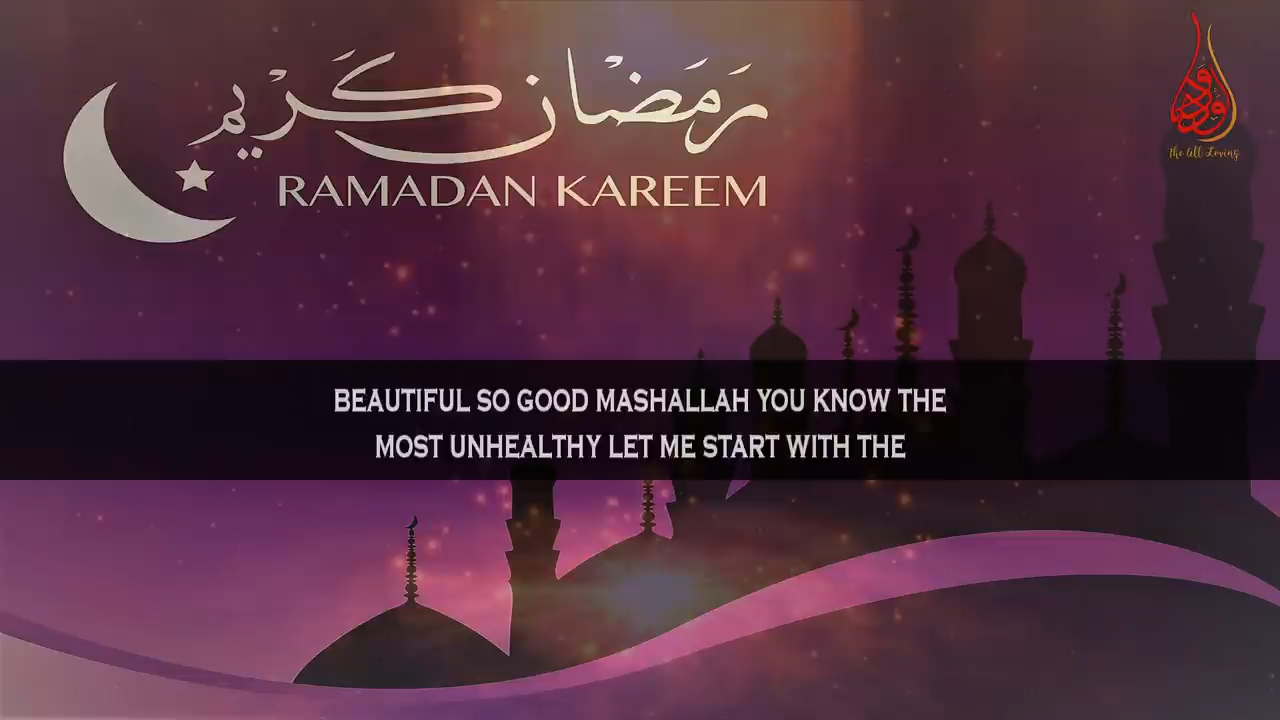 رَمَضَان كَرْيم
RAMADAN KAREEM
The All Loving
BEAUTIFUL SO GOOD MASHALLAH YOU KNOW THE
MOST UNHEALTHY LET ME START WITH THE